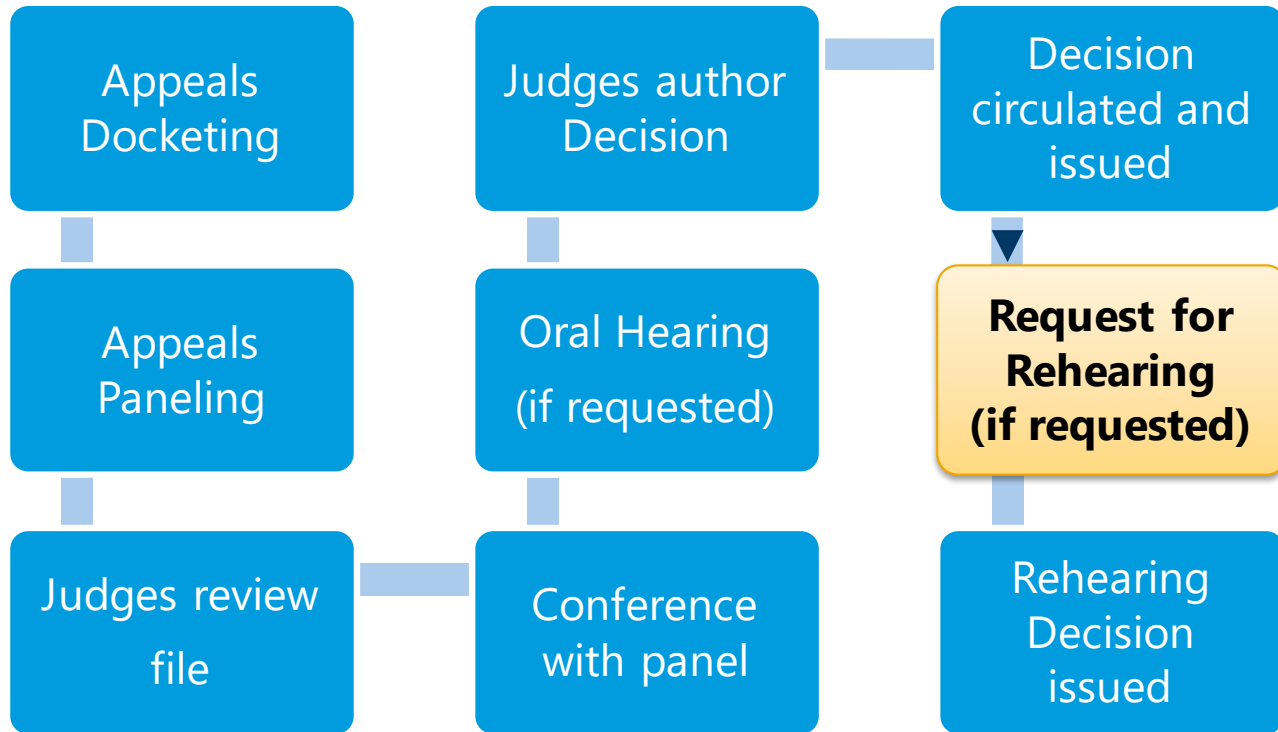 Appeals
Docketing
Appeals
Paneling
Judges review
file
Conference
with panel
Oral Hearing
(if requested)
Judges author
Decision
Decision
circulated and
issued
Request for
Rehearing
(if requested)
Rehearing
Decision
issued